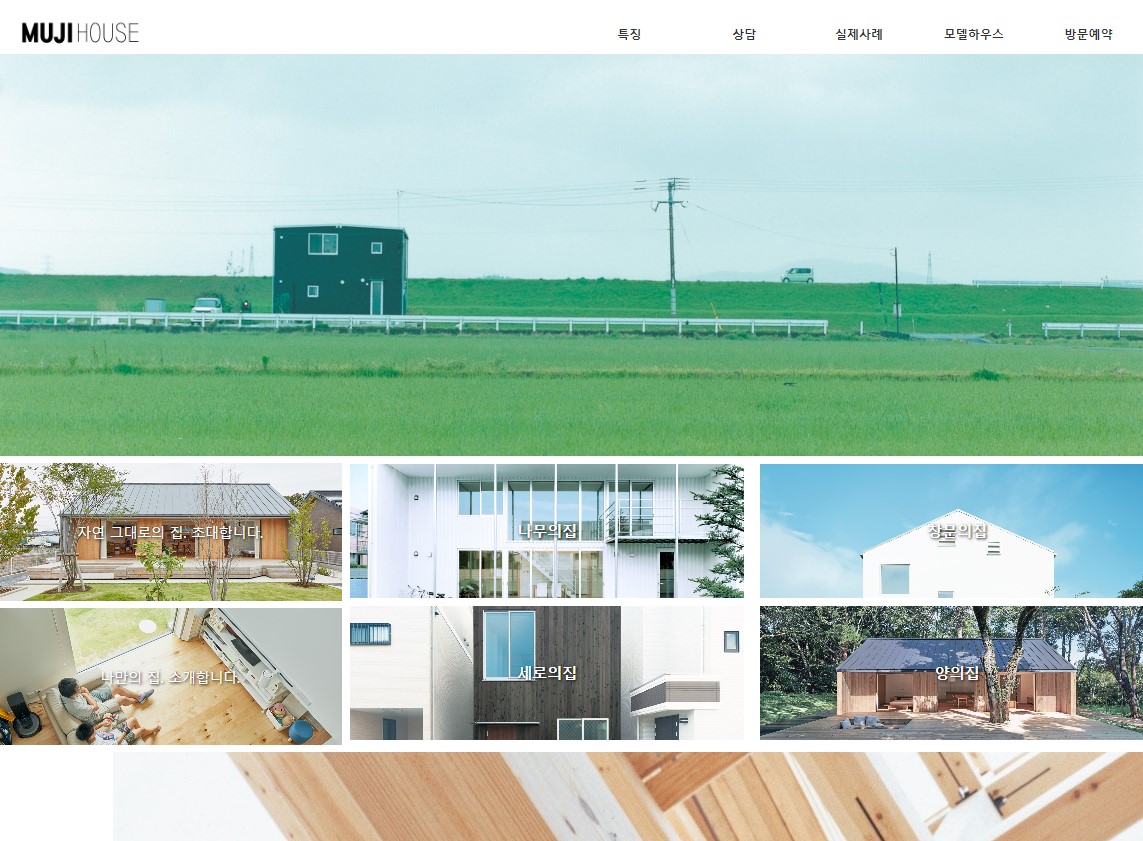 MUJI HOUSE
특징
상담
실제사례
모델하우스
방문예약
자연 그대로의 집. 초대합니다.
나무의집
창문의집
나만의 집. 소개합니다.
세로의집
양의집